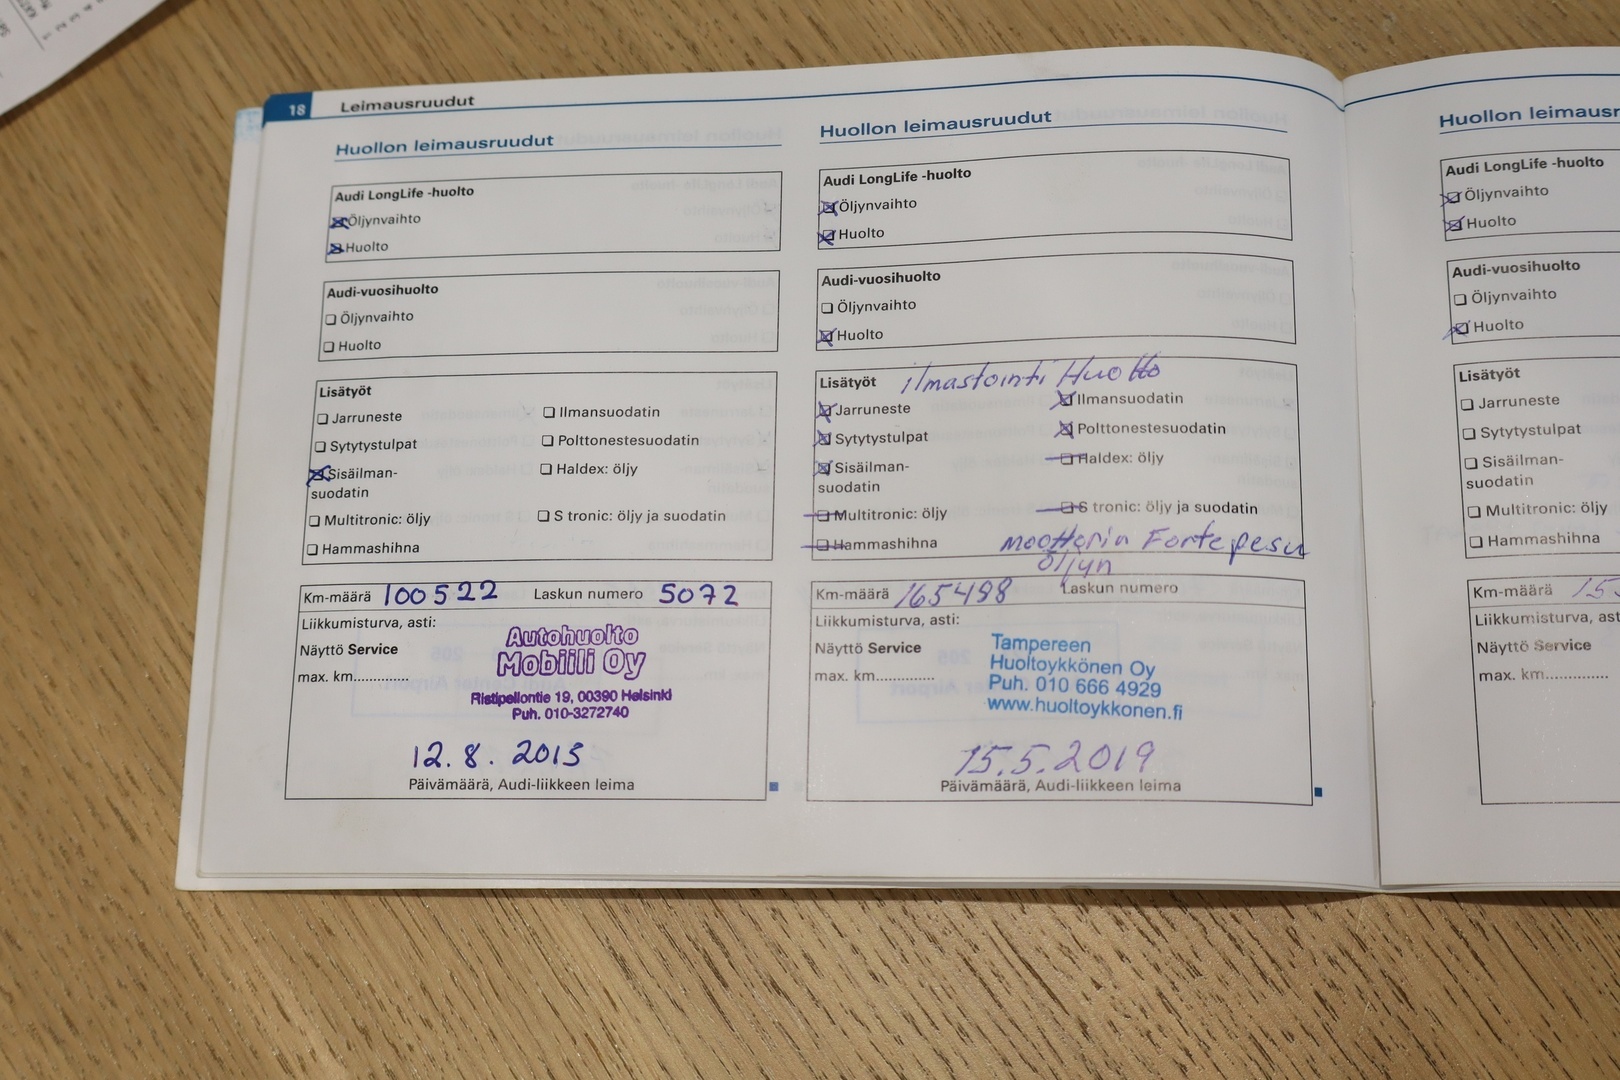 18 Leimausruudut
Huollon leimausruudut
Audi LongLife -huolto
Öljynvaihto
Huolto
Audi-vuosihuolto
Öljynvaihto
Huolto
Lisätyöt
Jarruneste
Ilmansuodatin
Sytytystulpat
Polttonestesuodatin
Sisäilman-
suodatin
Haldex: öljy
Multitronic: öljy
S tronic: öljy ja suodatin
Hammashihna
Km-määrä 100522 Laskun numero 5072
Liikkumisturva, asti:
Näyttö Service
max. km.............
Autohuolto
Mobiili Oy
Ristipellontie 19, 00390 Helsinki
Puh. 010-3272740
12.8.2015
Päivämäärä, Audi-liikkeen leima
Huollon leimausruudut
Audi LongLife -huolto
Öljynvaihto
Huolto
Audi-vuosihuolto
Öljynvaihto
Huolto
Lisätyöt ilmastointi Huolto
Jarruneste
Ilmansuodatin
Sytytystulpat
Polttonestesuodatin
Sisäilman-
suodatin
Haldex: öljy
Multitronic: öljy
S tronic: öljy ja suodatin
Hammashihna
moottorin Forte pesu
öljyn
Km-määrä 165498 Laskun numero
Liikkumisturva, asti:
Näyttö Service
max. km.............
Tampereen
Huoltoykkönen Oy
Puh. 010 666 4929
www.huoltoykkonen.fi
15.5.2019
Päivämäärä, Audi-liikkeen leima
Huollon leimausr
Audi LongLife -huolto
Öljynvaihto
Huolto
Audi-vuosihuolto
Öljynvaihto
Huolto
Lisätyöt
Jarruneste
Sytytystulpat
Sisäilman-
suodatin
Multitronic: öljy
Hammashihna
Km-määrä
Liikkumisturva, ast
Näyttö Service
max. km.............